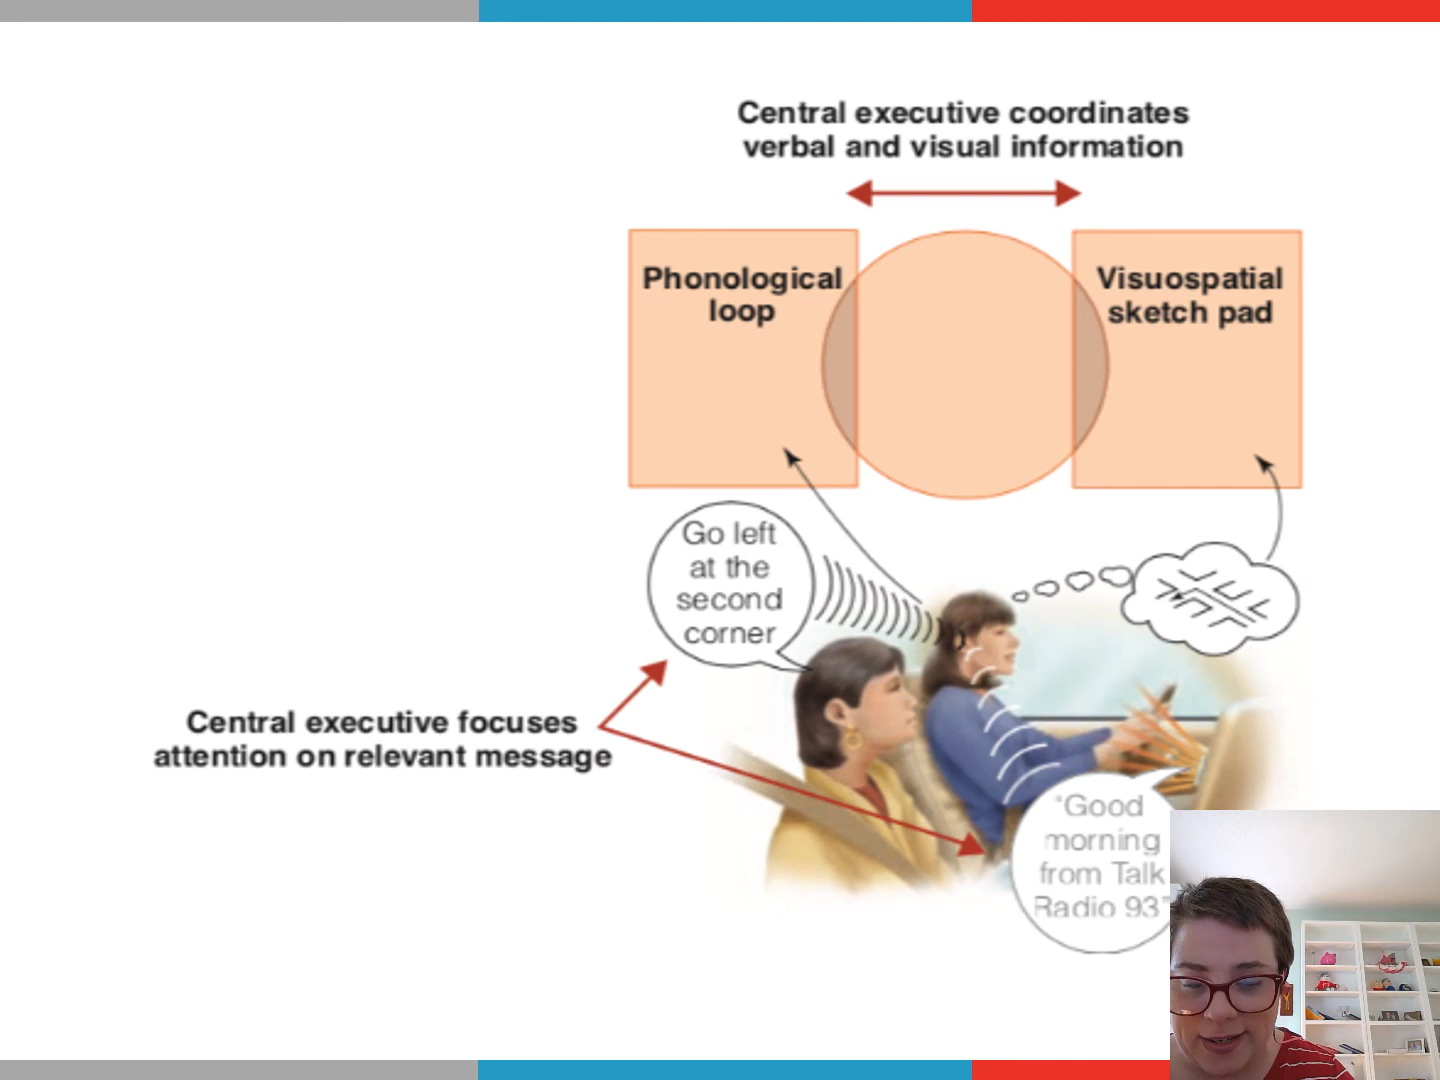 Central executive coordinates
verbal and visual information
Phonological
loop
Visuospatial
sketch pad
Go left
at the
second
corner
Central executive focuses
attention on relevant message
"Good
morning
from Talk
Radio 93"